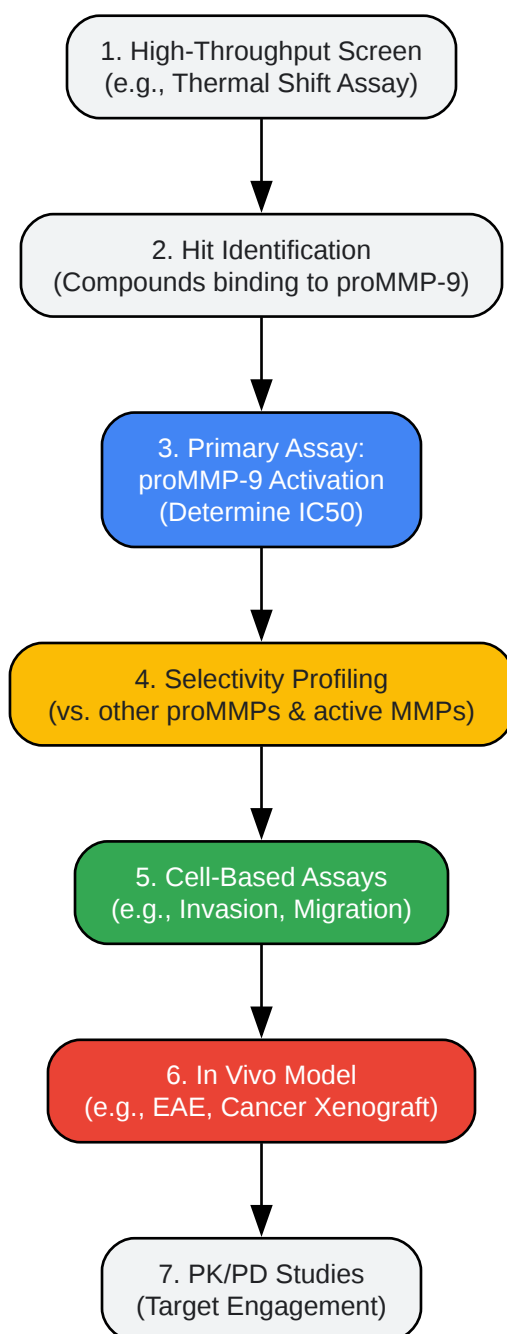 1. High-Throughput Screen
(e.g., Thermal Shift Assay)
2. Hit Identification
(Compounds binding to proMMP-9)
3. Primary Assay:
proMMP-9 Activation
(Determine IC50)
4. Selectivity Profiling
(vs. other proMMPs & active MMPs)
5. Cell-Based Assays
(e.g., Invasion, Migration)
6. In Vivo Model
(e.g., EAE, Cancer Xenograft)
7. PK/PD Studies
(Target Engagement)